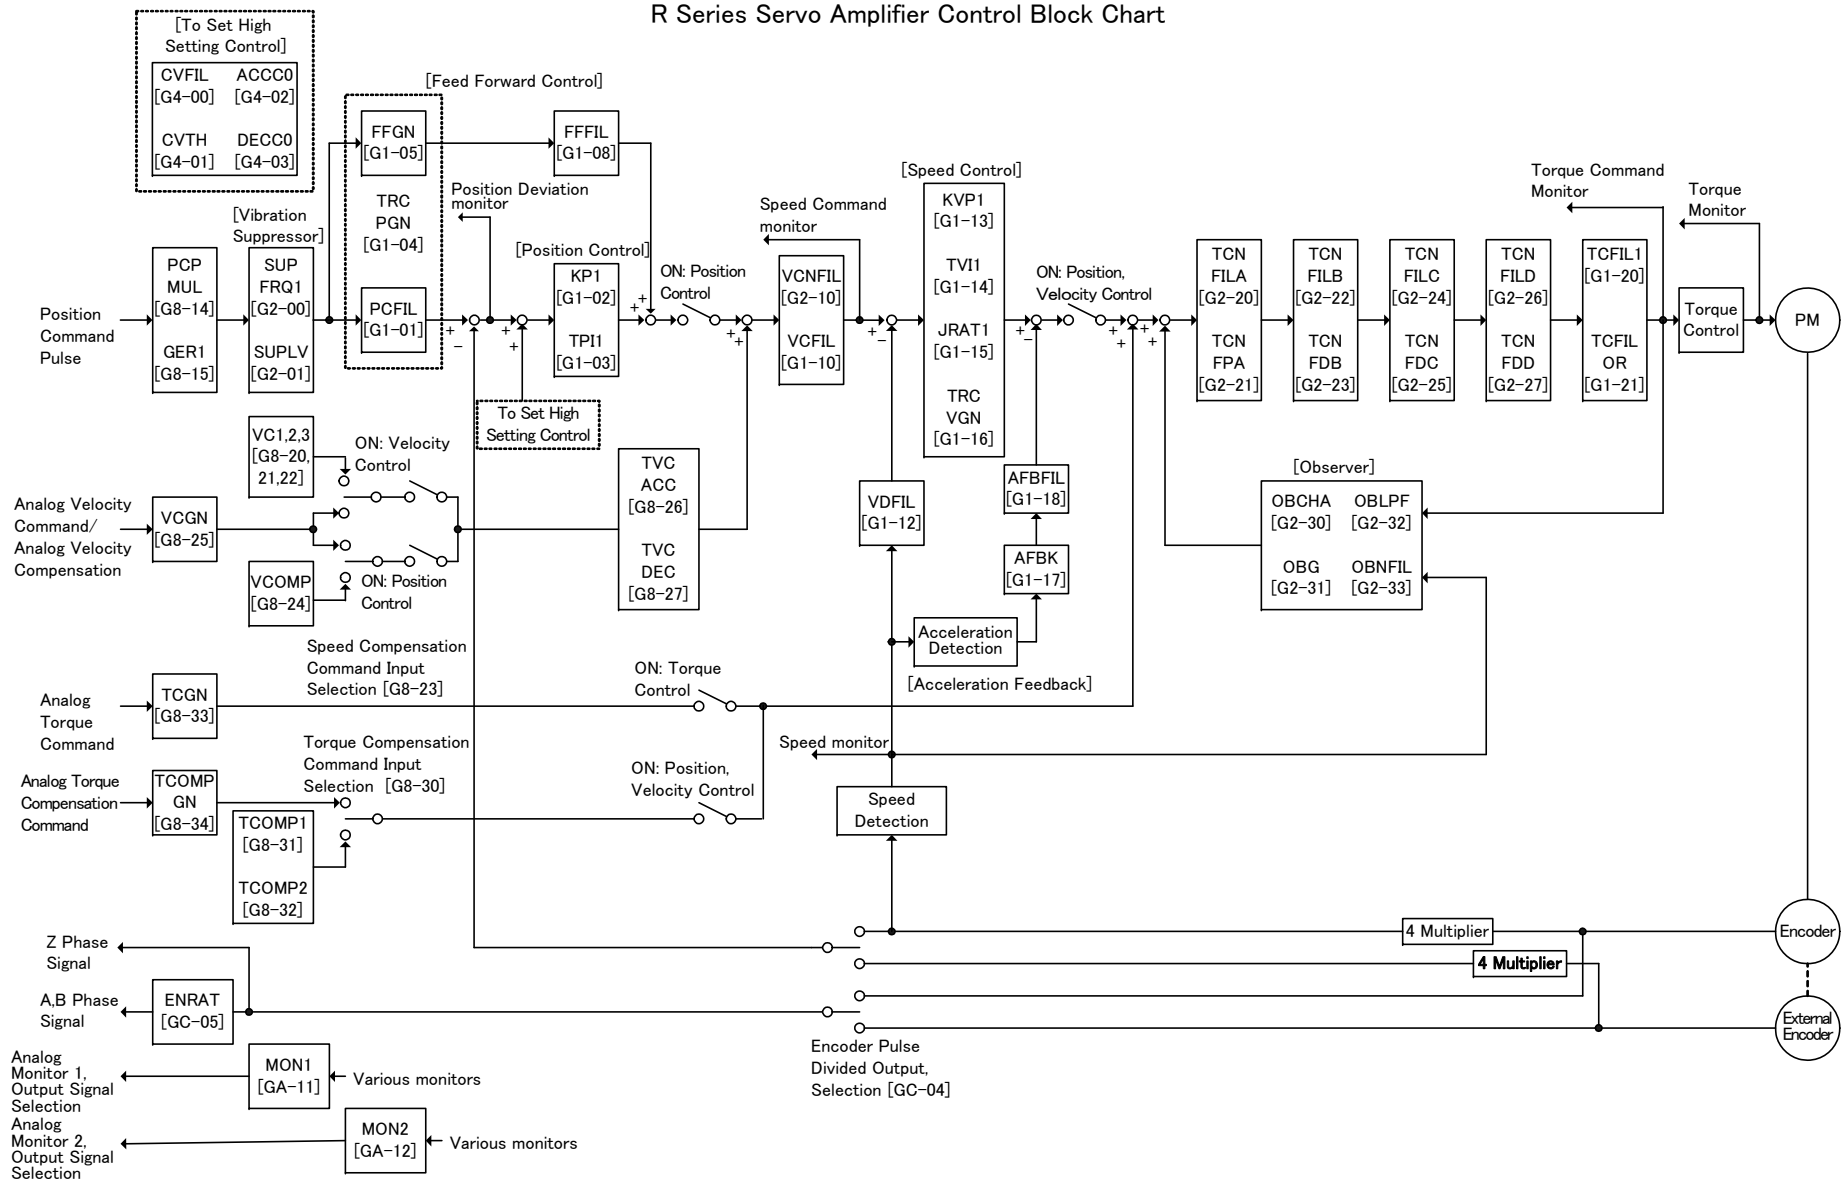 R Series Servo Amplifier Control Block Chart
[To Set High
Setting Control]
CVFIL ACCC0
[G4-00] [G4-02]
CVTH DECC0
[G4-01] [G4-03]
[Feed Forward Control]
FFGN
[G1-05]
FFFIL
[G1-08]
TRC
PGN
[G1-04]
PCFIL
[G1-01]
Position Deviation
monitor
[Vibration
Suppressor]
Position
Command
Pulse
PCP
MUL
[G8-14]
GER1
[G8-15]
SUP
FRQ1
[G2-00]
SUPLV
[G2-01]
+
−
+
+
[Position Control]
KP1
[G1-02]
TPI1
[G1-03]
To Set High
Setting Control
+
+
ON: Position
Control
+
+
Speed Command
monitor
VCNFIL
[G2-10]
VCFIL
[G1-10]
+
−
[Speed Control]
KVP1
[G1-13]
TVI1
[G1-14]
JRAT1
[G1-15]
TRC
VGN
[G1-16]
+
−
ON: Position,
Velocity Control
+
+
+
+
TCN
FILA
[G2-20]
TCN
FPA
[G2-21]
TCN
FILB
[G2-22]
TCN
FDB
[G2-23]
TCN
FILC
[G2-24]
TCN
FDC
[G2-25]
TCN
FILD
[G2-26]
TCN
FDD
[G2-27]
TCFIL1
[G1-20]
TCFIL
OR
[G1-21]
Torque Command
Monitor
Torque
Monitor
Torque
Control
PM
VC1,2,3
[G8-20,
21,22]
ON: Velocity
Control
Analog Velocity
Command/
Analog Velocity
Compensation
VCGN
[G8-25]
VCOMP
[G8-24]
ON: Position
Control
TVC
ACC
[G8-26]
TVC
DEC
[G8-27]
VDFIL
[G1-12]
AFBFIL
[G1-18]
AFBK
[G1-17]
Acceleration
Detection
[Acceleration Feedback]
[Observer]
OBCHA OBLPF
[G2-30] [G2-32]
OBG OBNFIL
[G2-31] [G2-33]
Speed Compensation
Command Input
Selection [G8-23]
Analog
Torque
Command
TCGN
[G8-33]
ON: Torque
Control
Torque Compensation
Command Input
Selection [G8-30]
Analog Torque
Compensation
Command
TCOMP
GN
[G8-34]
TCOMP1
[G8-31]
TCOMP2
[G8-32]
ON: Position,
Velocity Control
Speed monitor
Speed
Detection
4 Multiplier
4 Multiplier
Encoder
External
Encoder
Z Phase
Signal
A,B Phase
Signal
ENRAT
[GC-05]
Encoder Pulse
Divided Output,
Selection [GC-04]
Analog
Monitor 1,
Output Signal
Selection
MON1
[GA-11]
Various monitors
Analog
Monitor 2,
Output Signal
Selection
MON2
[GA-12]
Various monitors